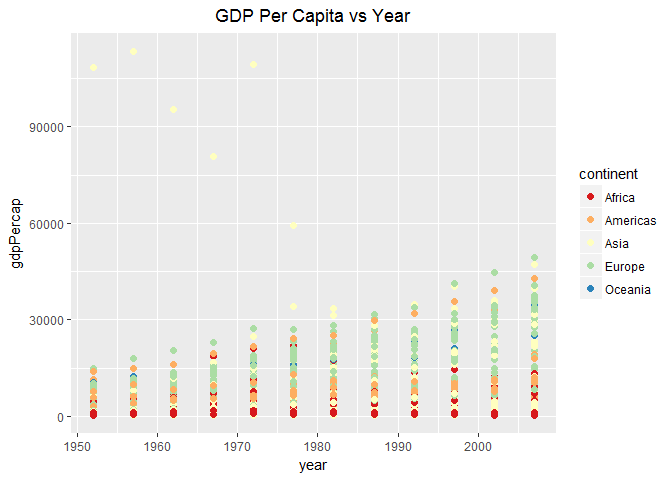 GDP Per Capita vs Year
gdpPercap
90000
60000
30000
0
1950
1960
1970
1980
1990
2000
year
continent
Africa
Americas
Asia
Europe
Oceania